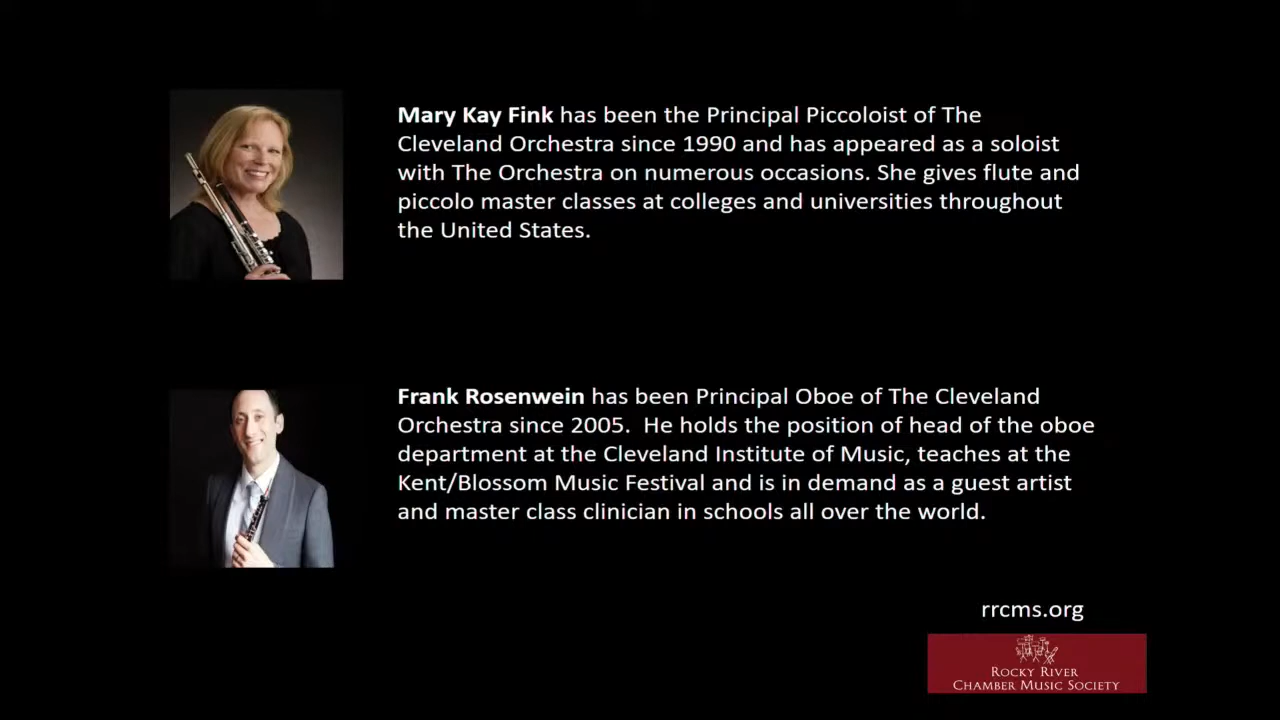 Mary Kay Fink has been the Principal Piccoloist of The
Cleveland Orchestra since 1990 and has appeared as a soloist
with The Orchestra on numerous occasions. She gives flute and
piccolo master classes at colleges and universities throughout
the United States.
Frank Rosenwein has been Principal Oboe of The Cleveland
Orchestra since 2005.  He holds the position of head of the oboe
department at the Cleveland Institute of Music, teaches at the
Kent/Blossom Music Festival and is in demand as a guest artist
and master class clinician in schools all over the world.
rrcms.org
ROCKY RIVER
CHAMBER MUSIC SOCIETY